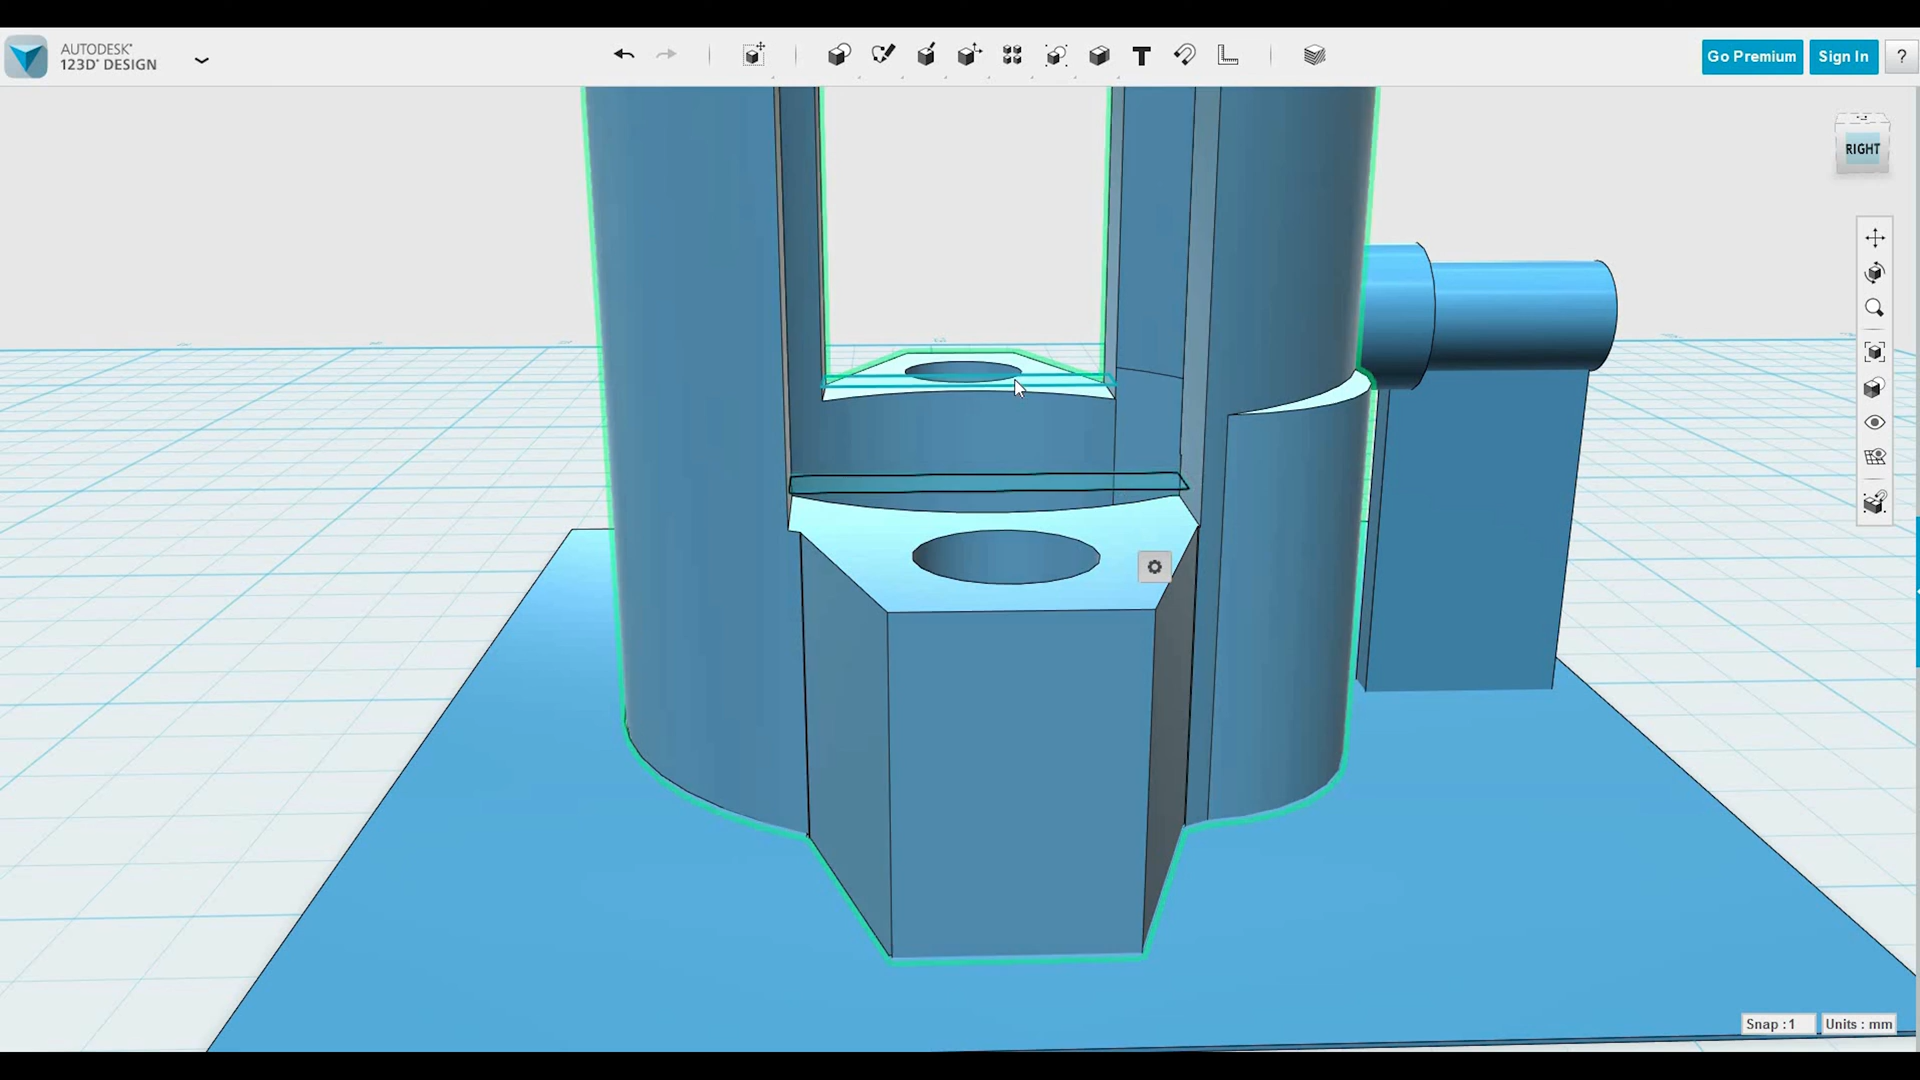 AUTODESK®
123D® DESIGN
T
Go Premium
Sign In
?
RIGHT
Snap : 1
Units : mm